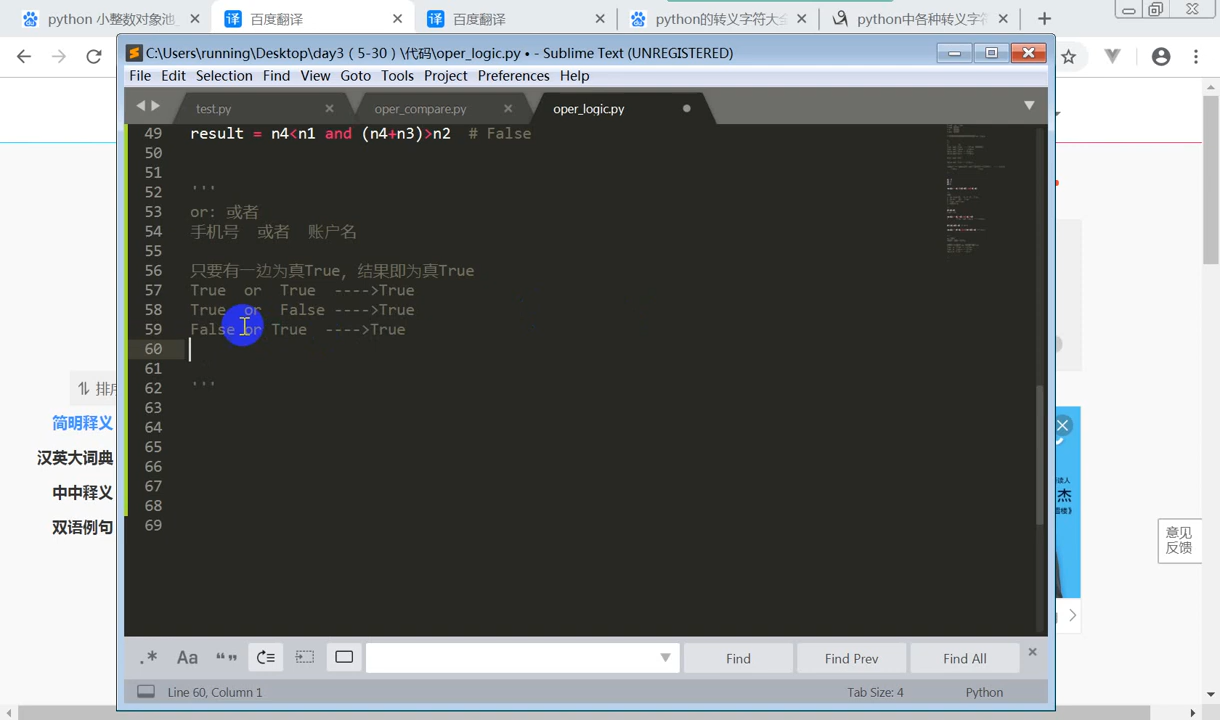 python 小整数对象池_
百度翻译
百度翻译
python的转义字符大全
python中各种转义字符
C:\Users\running\Desktop\day3（5-30）\代码\oper_logic.py • - Sublime Text (UNREGISTERED)
File Edit Selection Find View Goto Tools Project Preferences Help
test.py
oper_compare.py
oper_logic.py
49 result = n4<n1 and (n4+n3)>n2 # False
50
51
52 '''
53 or: 或者
54 手机号 或者 账户名
55
56 只要有一边为真True, 结果即为真True
57 True or True ---->True
58 True or False ---->True
59 False or True ---->True
60
61
62 '''
63
64
65
66
67
68
69
排序
简明释义
汉英大词典
中中释义
双语例句
杰
意见
反馈
.* Aa “” Find Find Prev Find All
Line 60, Column 1
Tab Size: 4
Python